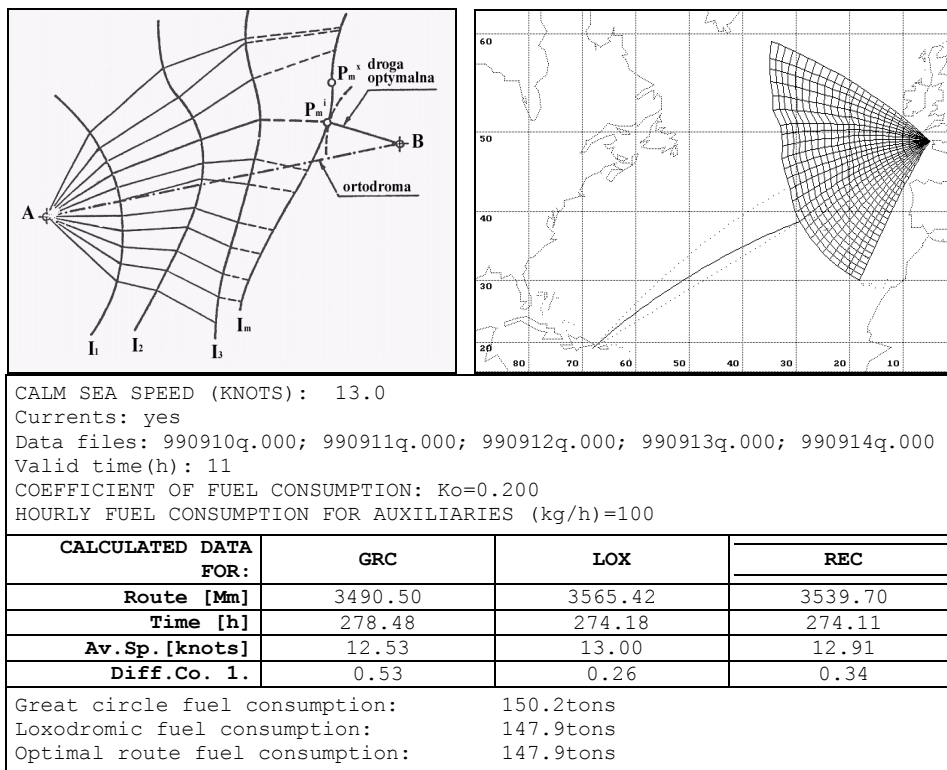 P_m^x droga
optymalna
P_m^i
B
ortodroma
A
I_m
I_1 I_2 I_3
60
50
40
30
20
80 70 60 50 40 30 20
CALM SEA SPEED (KNOTS): 13.0
Currents: yes
Data files: 990910q.000; 990911q.000; 990912q.000; 990913q.000; 990914q.000
Valid time(h): 11
COEFFICIENT OF FUEL CONSUMPTION: Ko=0.200
HOURLY FUEL CONSUMPTION FOR AUXILIARIES (kg/h)=100
CALCULATED DATA
FOR: GRC LOX REC
Route [Mm] 3490.50 3565.42 3539.70
Time [h] 278.48 274.18 274.11
Av.Sp.[knots] 12.53 13.00 12.91
Diff.Co. 1. 0.53 0.26 0.34
Great circle fuel consumption: 150.2tons
Loxodromic fuel consumption: 147.9tons
Optimal route fuel consumption: 147.9tons